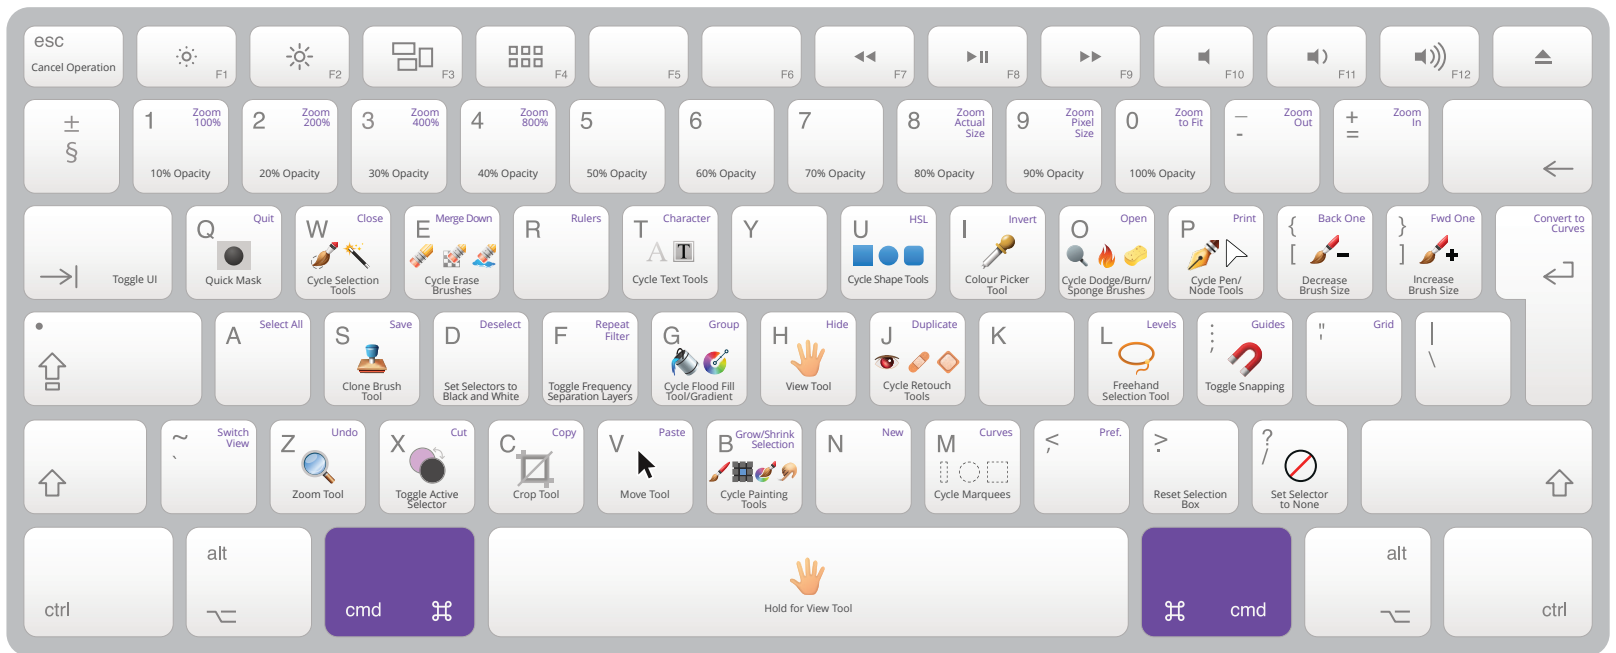 esc
Cancel Operation
F1
F2
F3
F4
F5
F6
F7
F8
F9
F10
F11
F12
±
§
1
Zoom
100%
10% Opacity
2
Zoom
200%
20% Opacity
3
Zoom
400%
30% Opacity
4
Zoom
800%
40% Opacity
5
50% Opacity
6
60% Opacity
7
70% Opacity
8
Zoom
Actual
Size
80% Opacity
9
Zoom
Pixel
Size
90% Opacity
0
Zoom
to Fit
100% Opacity
—
-
Zoom
Out
+
=
Zoom
In
←
Toggle UI
Q
Quit
Quick Mask
W
Close
Cycle Selection
Tools
E
Merge Down
Cycle Erase
Brushes
R
Rulers
T
Character
A T
Cycle Text Tools
Y
U
HSL
Cycle Shape Tools
I
Invert
Colour Picker
Tool
O
Open
Cycle Dodge/Burn/
Sponge Brushes
P
Print
Cycle Pen/
Node Tools
{
[
Back One
Decrease
Brush Size
}
]
Fwd One
Increase
Brush Size
Convert to
Curves
A
Select All
S
Save
Clone Brush
Tool
D
Deselect
Set Selectors to
Black and White
F
Repeat
Filter
Toggle Frequency
Separation Layers
G
Group
Cycle Flood Fill
Tool/Gradient
H
Hide
View Tool
J
Duplicate
Cycle Retouch
Tools
K
L
Levels
Freehand
Selection Tool
:
;
Guides
Toggle Snapping
"
'
Grid
|
\
~
`
Switch
View
Z
Undo
Zoom Tool
X
Cut
Toggle Active
Selector
C
Copy
Crop Tool
V
Paste
Move Tool
B
Grow/Shrink
Selection
Cycle Painting
Tools
N
New
M
Curves
Cycle Marquees
<
,
Pref.
>
.
Reset Selection
Box
?
/
Set Selector
to None
ctrl
alt
⌥
cmd ⌘
Hold for View Tool
⌘ cmd
alt
⌥
ctrl